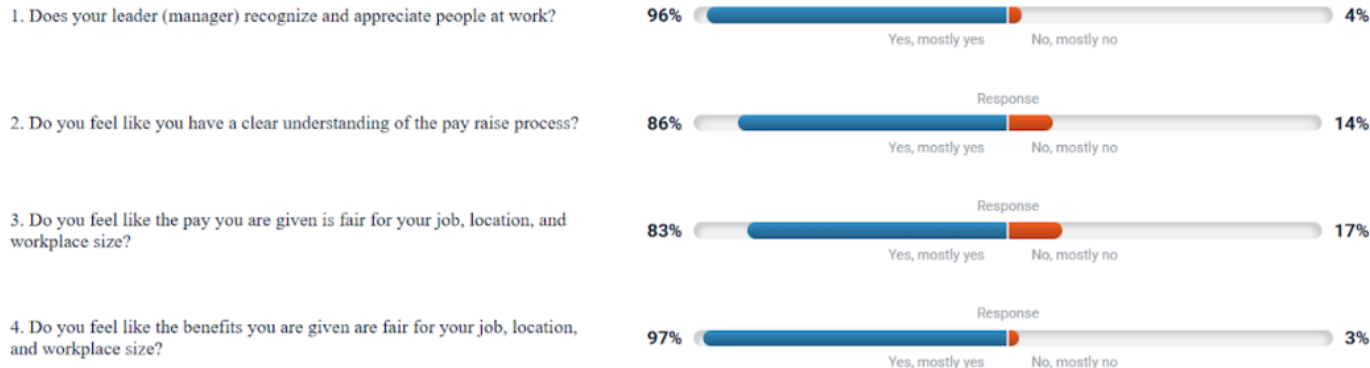 1. Does your leader (manager) recognize and appreciate people at work?
96%
4%
Yes, mostly yes
No, mostly no
Response
2. Do you feel like you have a clear understanding of the pay raise process?
86%
14%
Yes, mostly yes
No, mostly no
Response
3. Do you feel like the pay you are given is fair for your job, location, and
workplace size?
83%
17%
Yes, mostly yes
No, mostly no
Response
4. Do you feel like the benefits you are given are fair for your job, location,
and workplace size?
97%
3%
Yes, mostly yes
No, mostly no